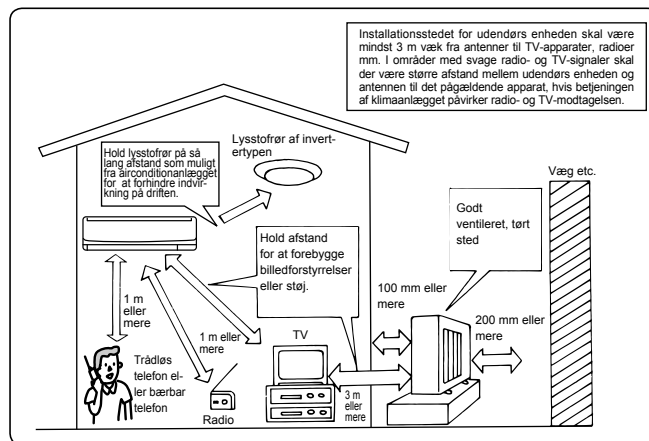 Installationsstedet for udendørs enheden skal være
mindst 3 m væk fra antenner til TV-apparater, radioer
mm. I områder med svage radio- og TV-signaler skal
der være større afstand mellem udendørs enheden og
antennen til det pågældende apparat, hvis betjeningen
af klimaanlægget påvirker radio- og TV-modtagelsen.
Lysstofrør af invert-
ertypen
Hold lysstofrør på så
lang afstand som muligt
fra airconditionanlægget
for at forhindre indvir-
kning på driften.
Væg etc.
Godt
ventileret, tørt
sted
Hold afstand
for at forebygge
billedforstyrrelser
eller støj.
100 mm eller
mere
200 mm eller
mere
1 m
eller
mere
1 m eller
mere
TV
Trådløs
telefon el-
ler bærbar
telefon
Radio
3 m
eller
mere